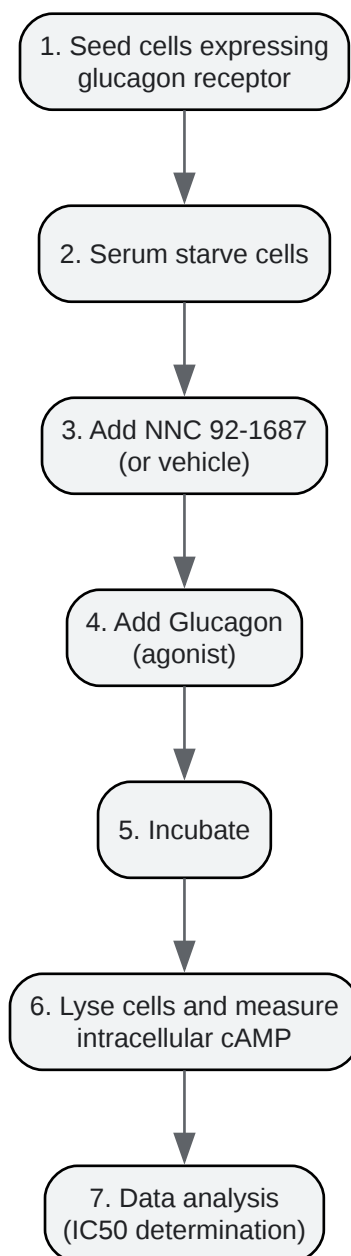 1. Seed cells expressing
glucagon receptor
2. Serum starve cells
3. Add NNC 92-1687
(or vehicle)
4. Add Glucagon
(agonist)
5. Incubate
6. Lyse cells and measure
intracellular cAMP
7. Data analysis
(IC50 determination)